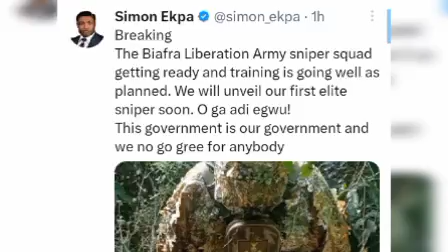 Simon Ekpa @simon_ekpa · 1h
Breaking
The Biafra Liberation Army sniper squad
getting ready and training is going well as
planned. We will unveil our first elite
sniper soon. O ga adi egwu!
This government is our government and
we no go gree for anybody